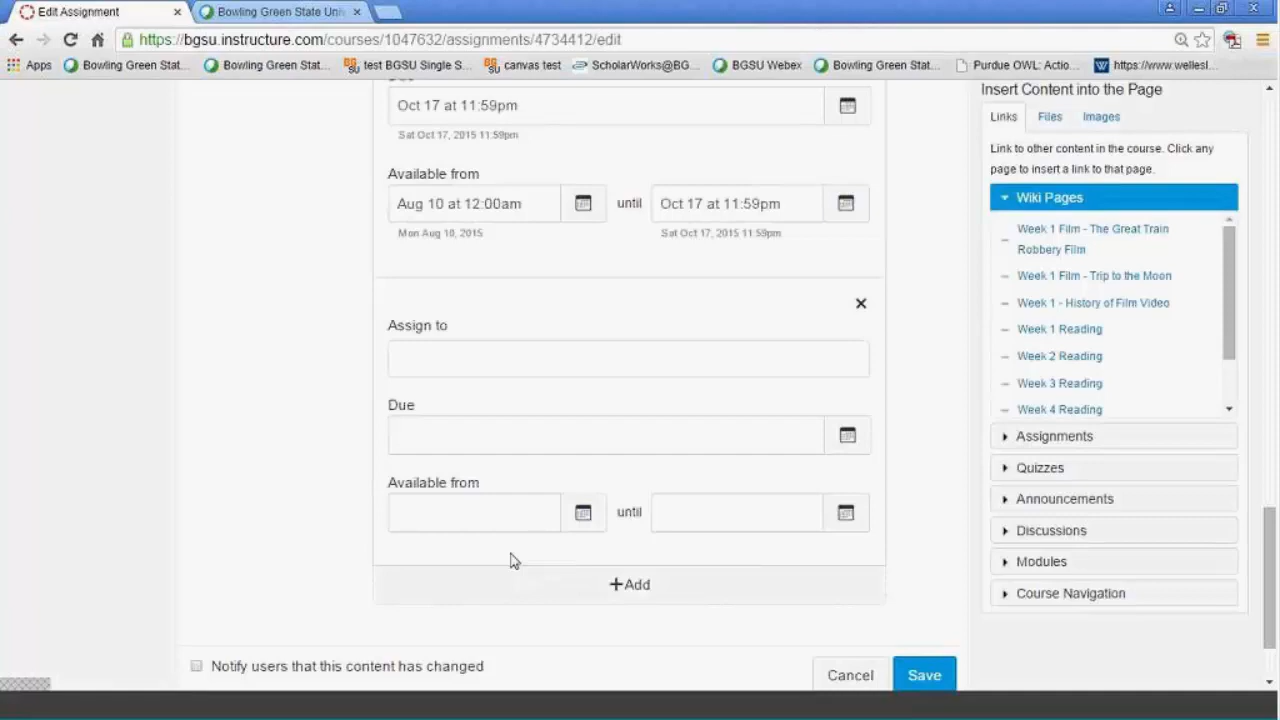 Edit Assignment
Bowling Green State Univ
https://bgsu.instructure.com/courses/1047632/assignments/4734412/edit
Apps
Bowling Green Stat...
Bowling Green Stat...
test BGSU Single S...
canvas test
ScholarWorks@BG...
BGSU Webex
Bowling Green Stat...
Purdue OWL: Actio...
https://www.wellesl...
Oct 17 at 11:59pm
Sat Oct 17, 2015 11:59pm
Available from
Aug 10 at 12:00am
until
Oct 17 at 11:59pm
Mon Aug 10, 2015
Sat Oct 17, 2015 11:59pm
Assign to
Due
Available from
until
+Add
Notify users that this content has changed
Cancel
Save
Insert Content into the Page
Links
Files
Images
Link to other content in the course. Click any
page to insert a link to that page.
Wiki Pages
Week 1 Film - The Great Train
Robbery Film
Week 1 Film - Trip to the Moon
Week 1 - History of Film Video
Week 1 Reading
Week 2 Reading
Week 3 Reading
Week 4 Reading
Assignments
Quizzes
Announcements
Discussions
Modules
Course Navigation